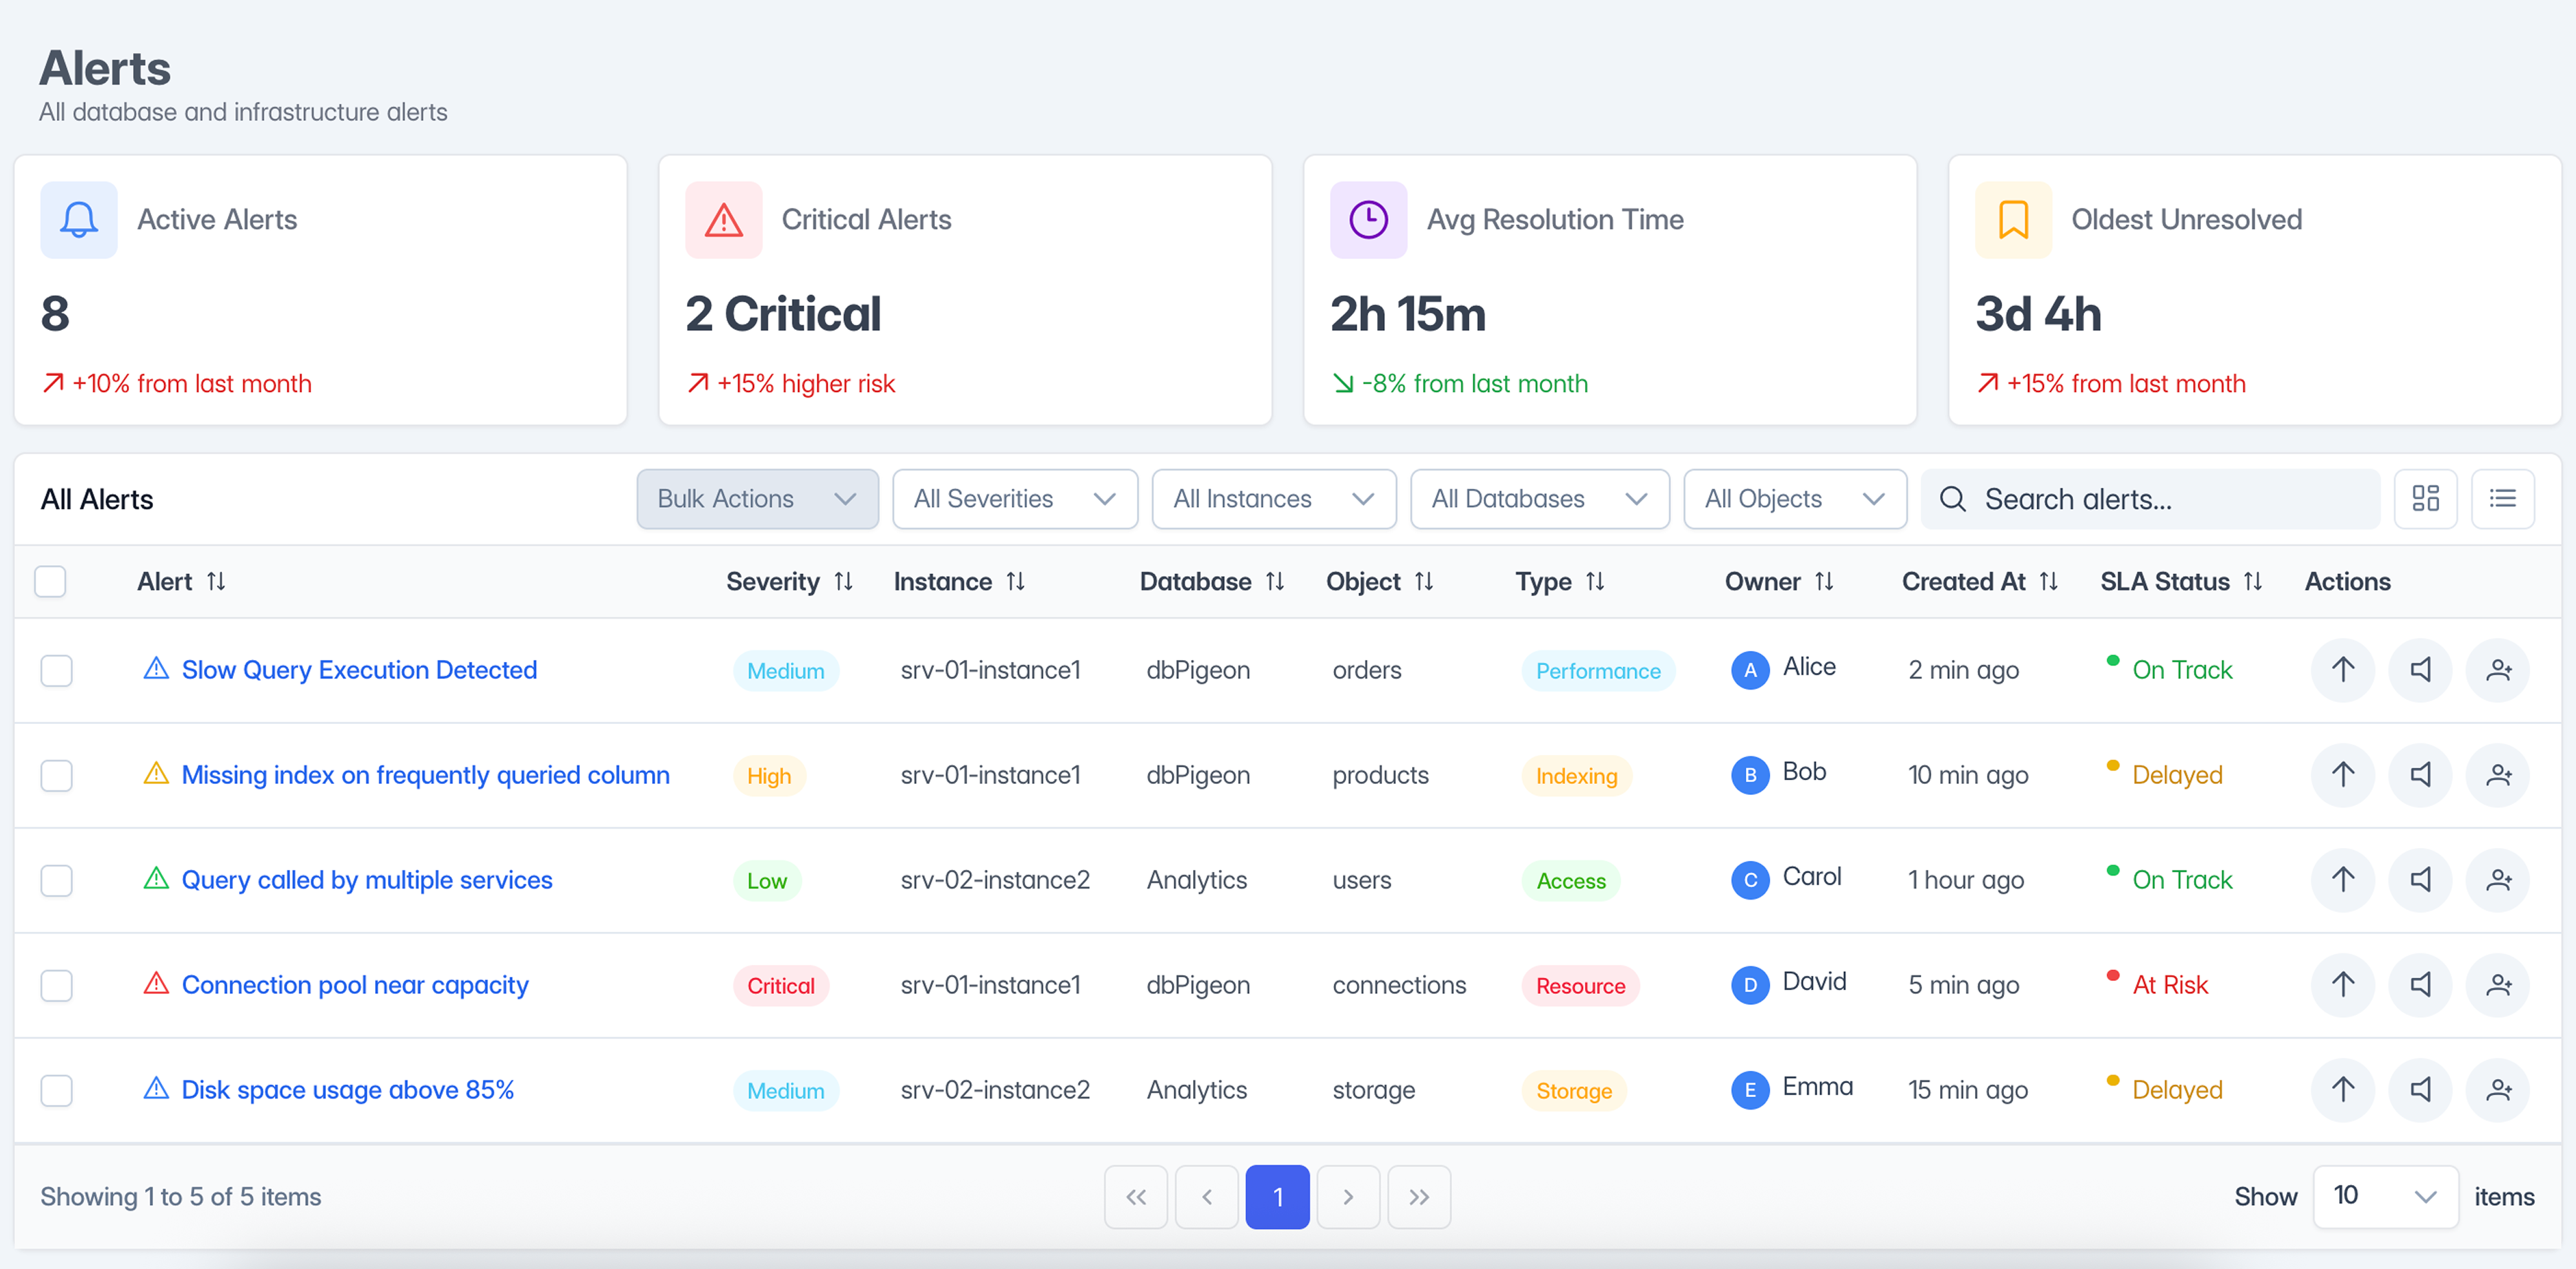 Alerts
All database and infrastructure alerts
Active Alerts
8
+10% from last month
Critical Alerts
2 Critical
+15% higher risk
Avg Resolution Time
2h 15m
-8% from last month
Oldest Unresolved
3d 4h
+15% from last month
All Alerts Bulk Actions All Severities All Instances All Databases All Objects Search alerts...
Alert Severity Instance Database Object Type Owner Created At SLA Status Actions
Slow Query Execution Detected Medium srv-01-instance1 dbPigeon orders Performance A Alice 2 min ago On Track
Missing index on frequently queried column High srv-01-instance1 dbPigeon products Indexing B Bob 10 min ago Delayed
Query called by multiple services Low srv-02-instance2 Analytics users Access C Carol 1 hour ago On Track
Connection pool near capacity Critical srv-01-instance1 dbPigeon connections Resource D David 5 min ago At Risk
Disk space usage above 85% Medium srv-02-instance2 Analytics storage Storage E Emma 15 min ago Delayed
Showing 1 to 5 of 5 items 1 Show 10 items